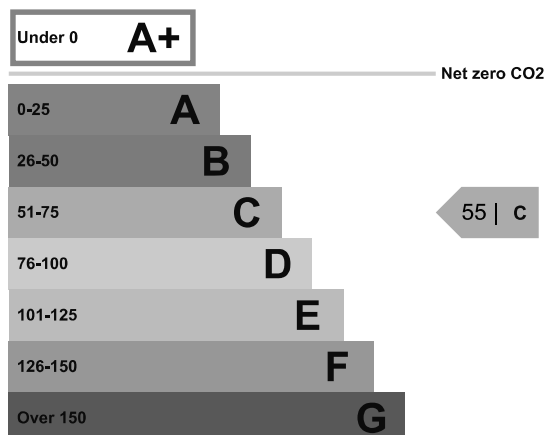 Under 0 A+
Net zero CO2
0-25 A
26-50 B
51-75 C
55 | C
76-100 D
101-125 E
126-150 F
Over 150 G